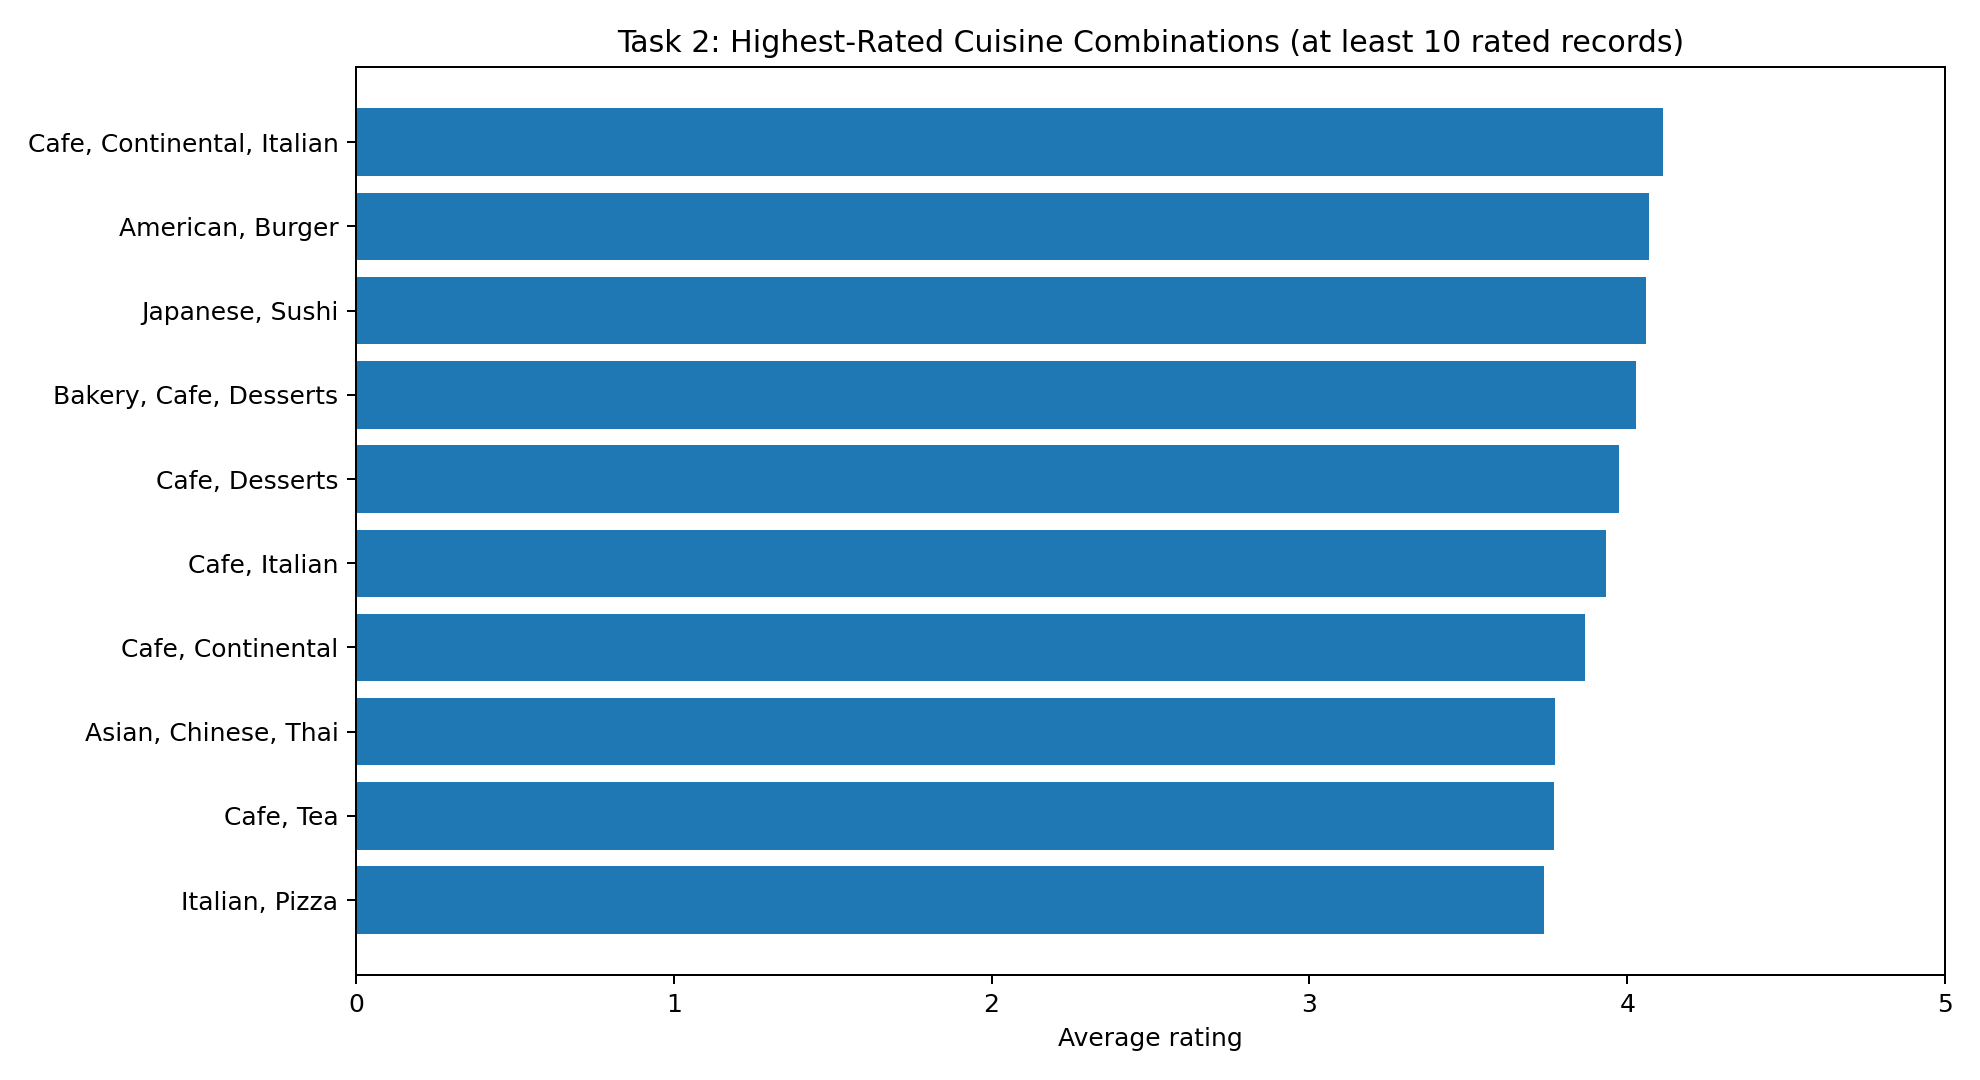 Task 2: Highest-Rated Cuisine Combinations (at least 10 rated records)
Cafe, Continental, Italian
American, Burger
Japanese, Sushi
Bakery, Cafe, Desserts
Cafe, Desserts
Cafe, Italian
Cafe, Continental
Asian, Chinese, Thai
Cafe, Tea
Italian, Pizza
0 1 2 3 4 5
Average rating